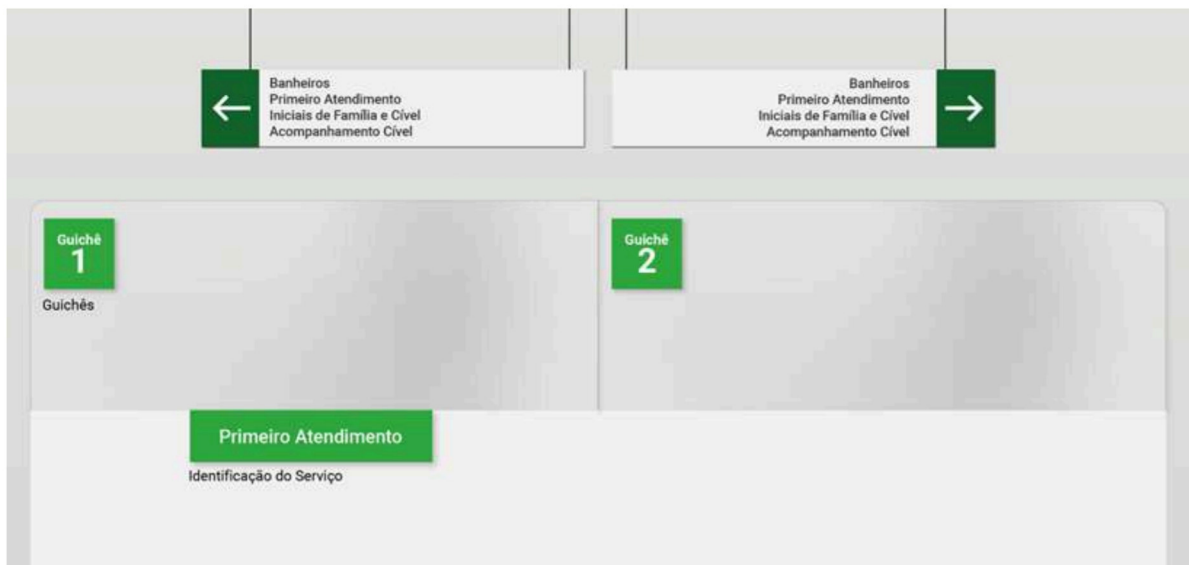 Banheiros
Primeiro Atendimento
Iniciais de Família e Cível
Acompanhamento Cível
Banheiros
Primeiro Atendimento
Iniciais de Família e Cível
Acompanhamento Cível
Guichê
1
Guichês
Guichê
2
Primeiro Atendimento
Identificação do Serviço